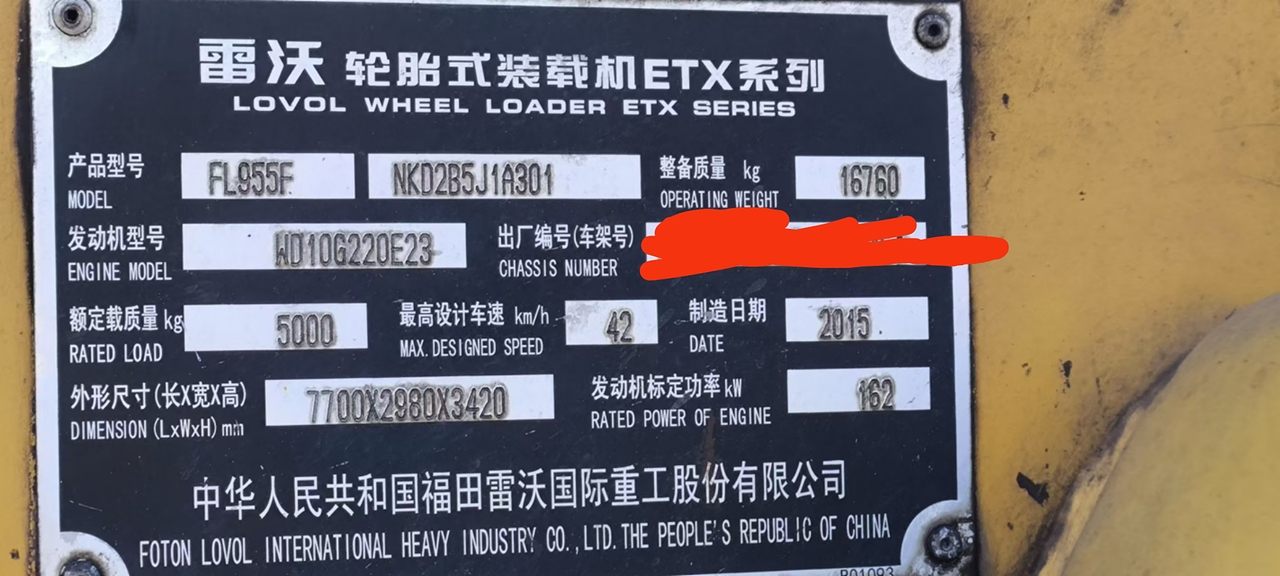 雷沃 轮胎式装载机ETX系列
LOVOL WHEEL LOADER ETX SERIES
产品型号 FL955F NKD2B5J1A301 整备质量 kg 16760
MODEL OPERATING WEIGHT
发动机型号 WD10G220E23 出厂编号(车架号)
ENGINE MODEL CHASSIS NUMBER
额定载质量 kg 5000 最高设计车速 km/h 42 制造日期 2015
RATED LOAD MAX.DESIGNED SPEED DATE
外形尺寸(长X宽X高) 7700X2980X3420 发动机标定功率 kW 162
DIMENSION (LxWxH) mm RATED POWER OF ENGINE
中华人民共和国福田雷沃国际重工股份有限公司
FOTON LOVOL INTERNATIONAL HEAVY INDUSTRY CO.,LTD.THE PEOPLE'S REPUBLIC OF CHINA